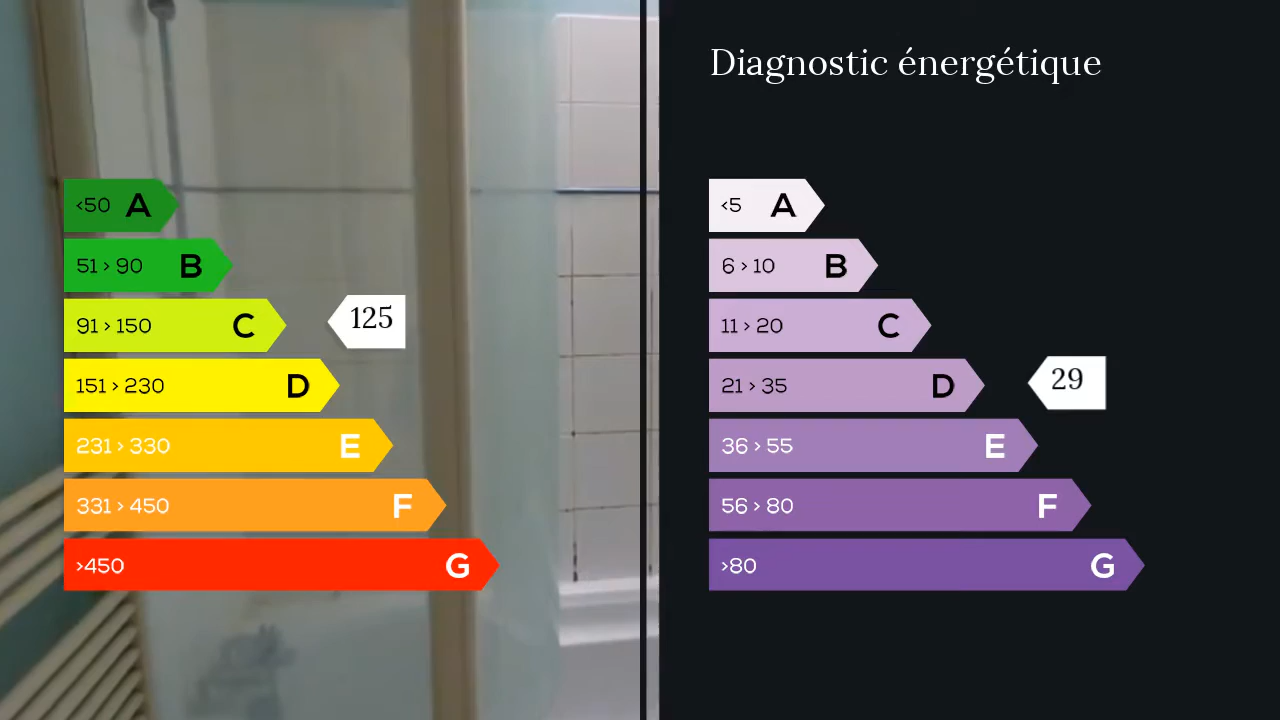 Diagnostic énergétique
<50 A
51 > 90 B
91 > 150 C
125
151 > 230 D
231 > 330 E
331 > 450 F
>450 G
<5 A
6 > 10 B
11 > 20 C
21 > 35 D
29
36 > 55 E
56 > 80 F
>80 G